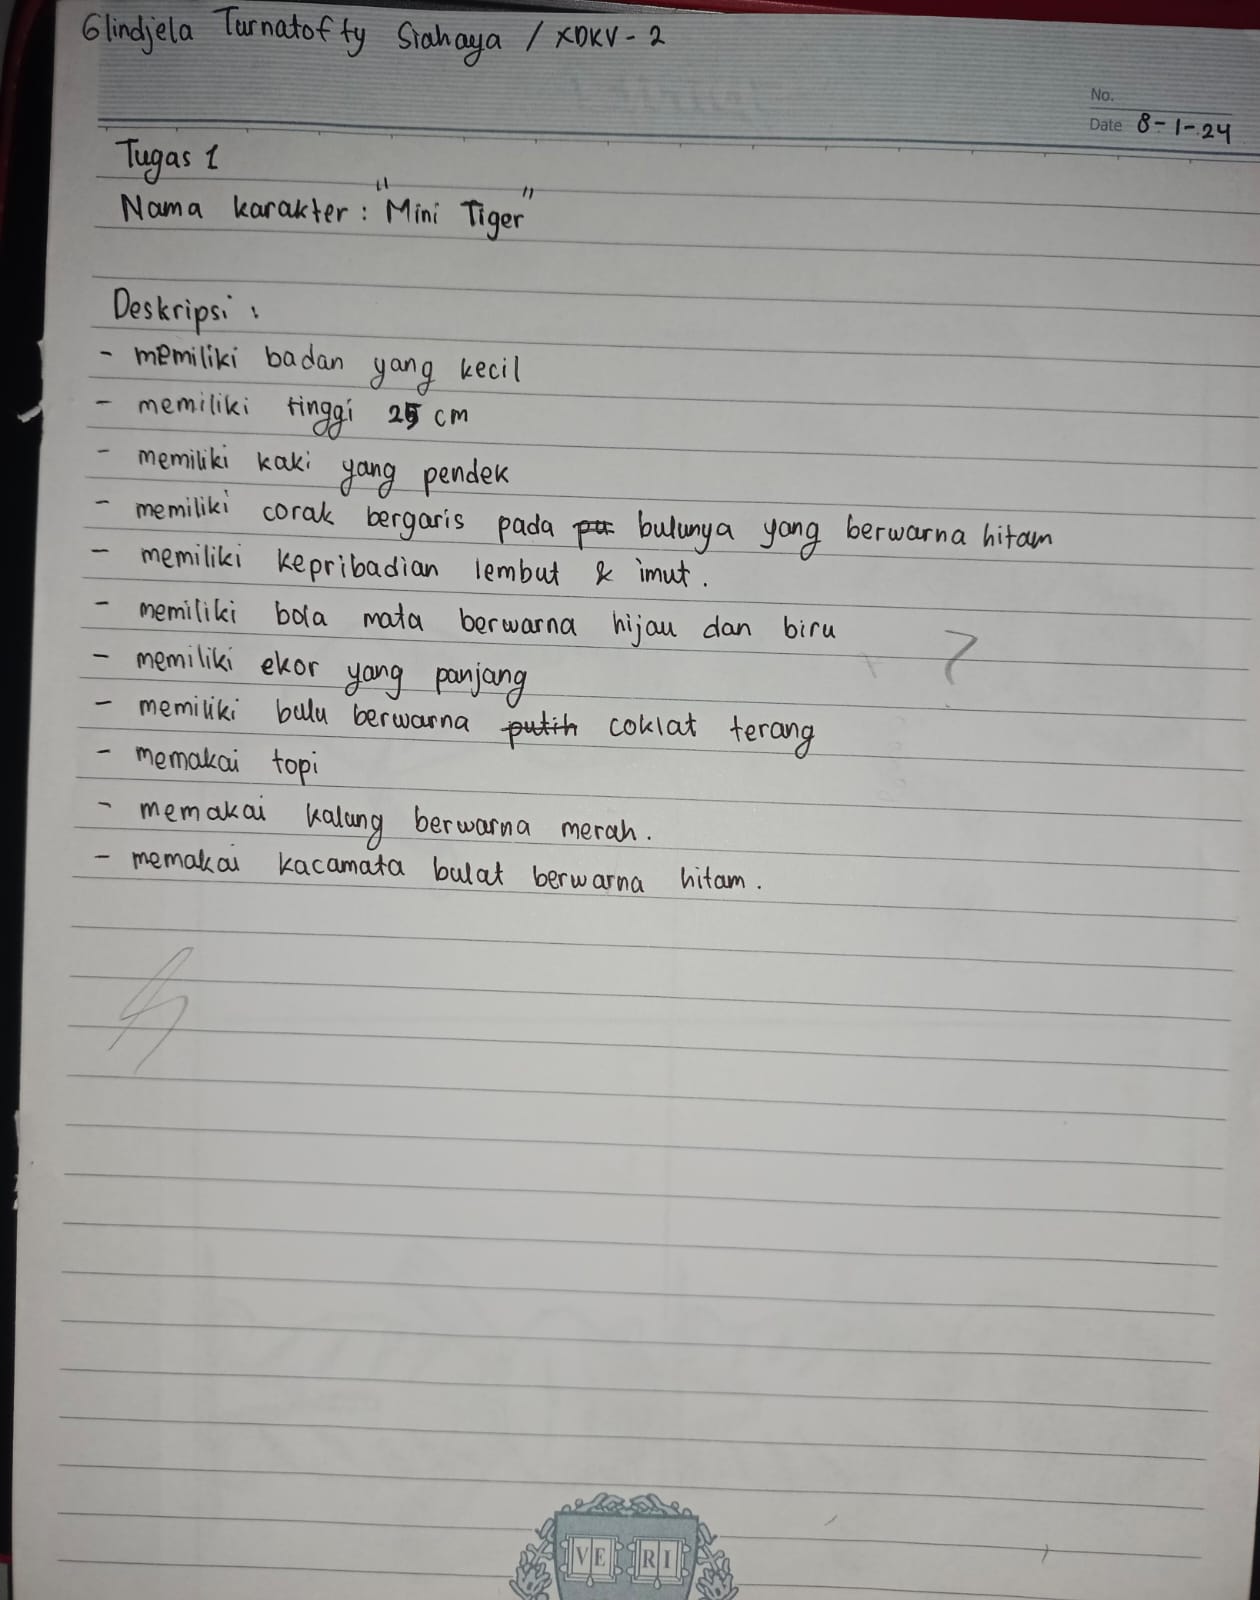 Glindjela Turnatofty Siahaya / XDKV - 2
No.
Date 8-1-24
Tugas 1
Nama karakter : "Mini Tiger"
Deskripsi :
- memiliki badan yang kecil
- memiliki tinggi 25 cm
- memiliki kaki yang pendek
- memiliki corak bergaris pada pu bulunya yang berwarna hitam
- memiliki kepribadian lembut & imut.
- memiliki bola mata berwarna hijau dan biru
- memiliki ekor yang panjang
- memiliki bulu berwarna putih coklat terang
- memakai topi
- memakai kalung berwarna merah.
- memakai kacamata bulat berwarna hitam.
VE RI